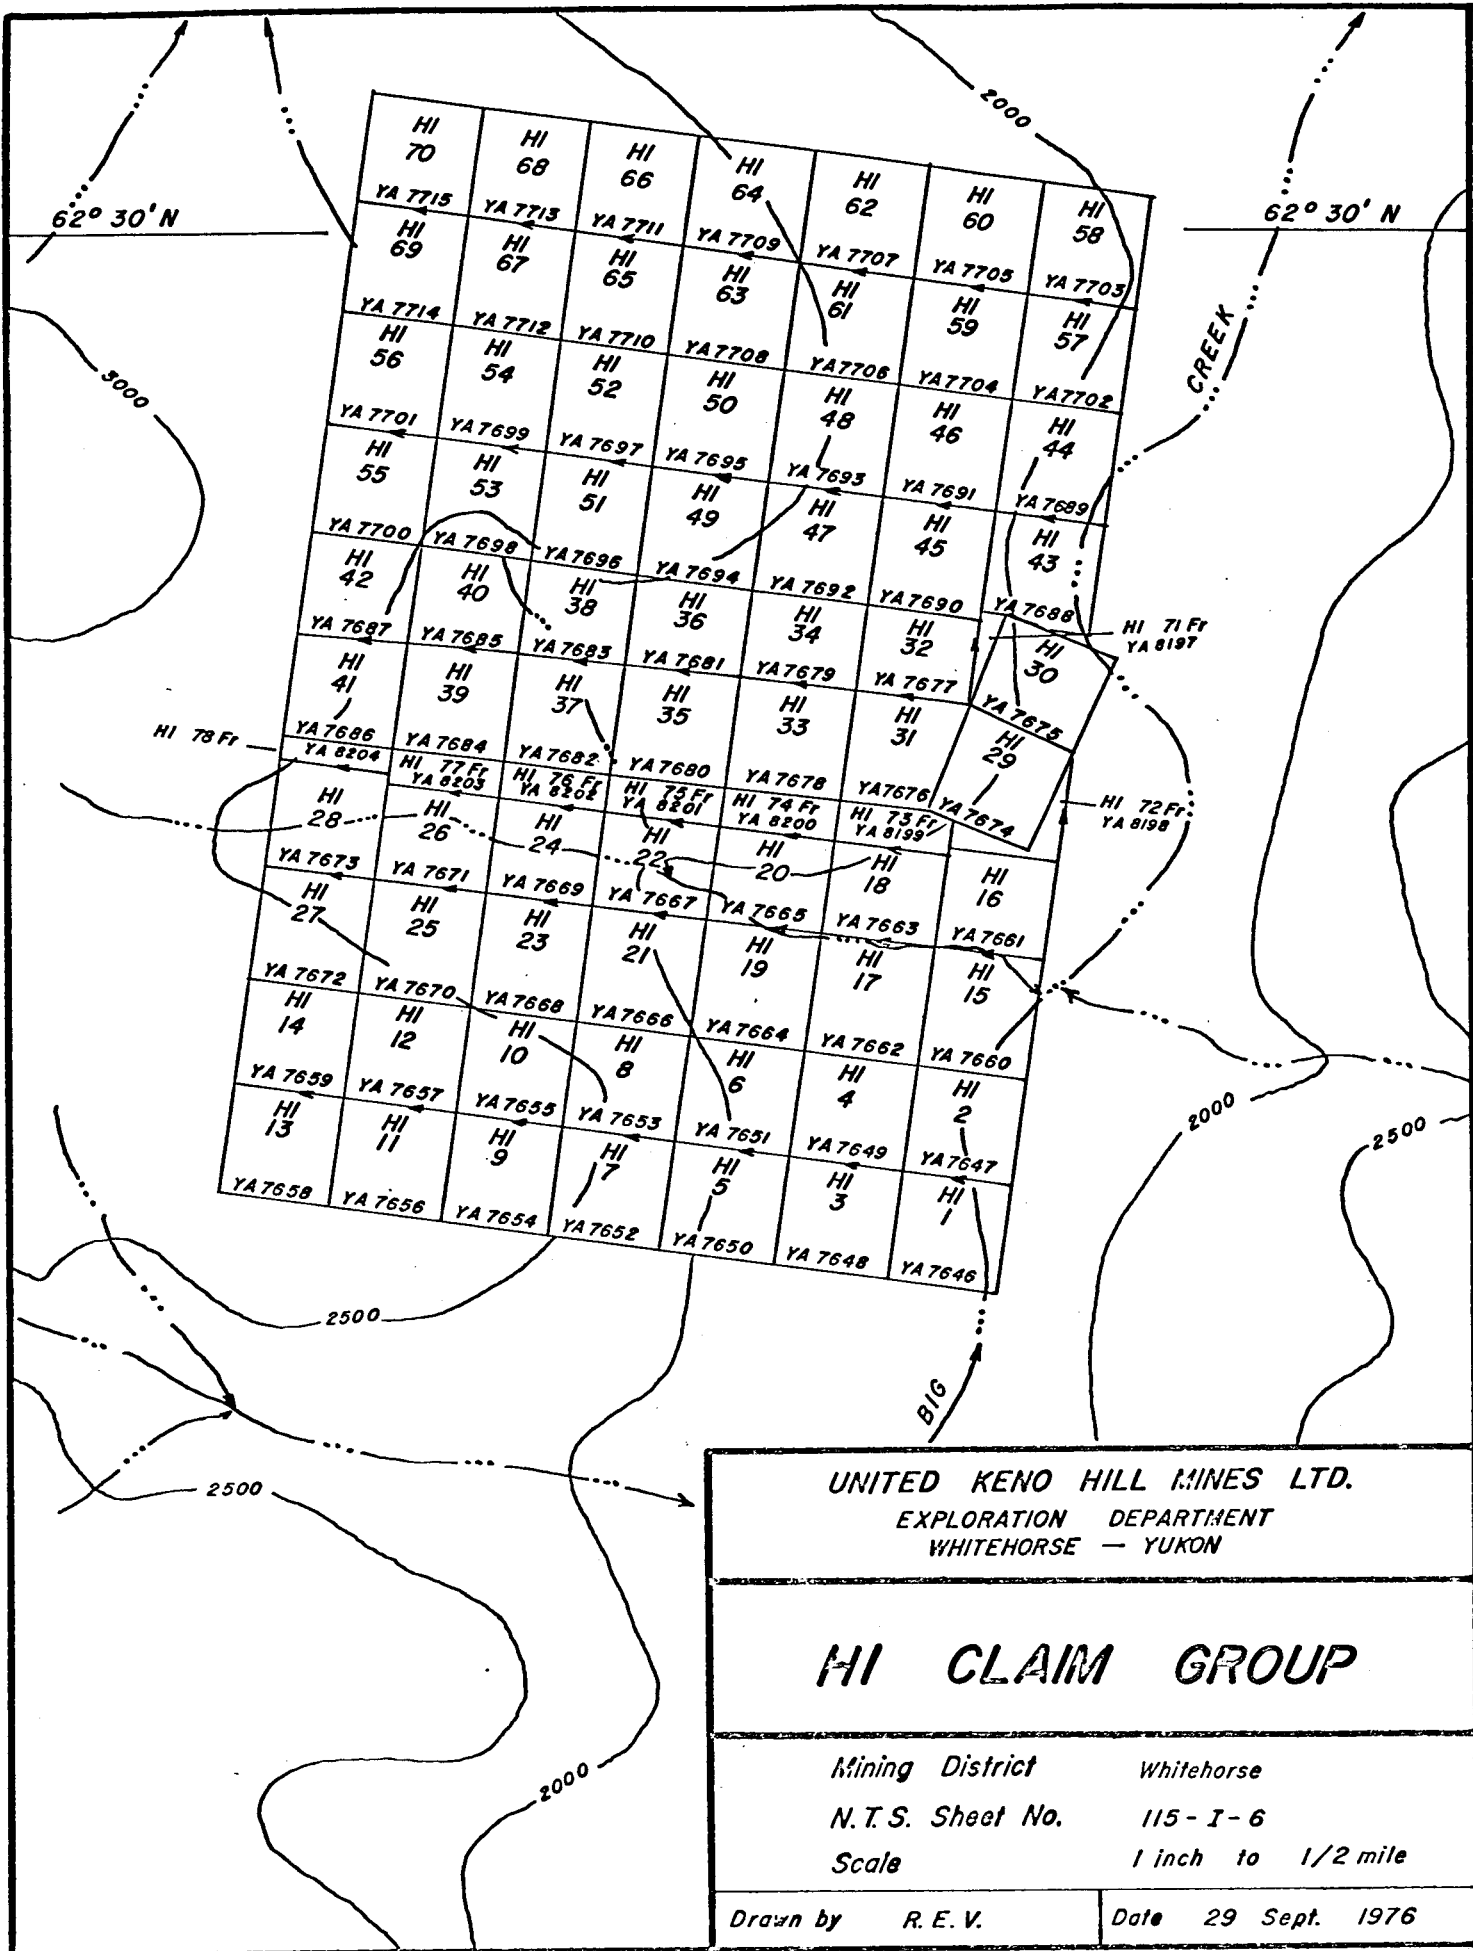 2000
HI 70
HI 68
HI 66
HI 64
HI 62
HI 60
HI 58
62° 30' N
62° 30' N
YA 7715
YA 7713
YA 7711
YA 7709
YA 7707
YA 7705
YA 7703
HI 69
HI 67
HI 65
HI 63
HI 61
HI 59
HI 57
YA 7714
YA 7712
YA 7710
YA 7708
YA 7706
YA 7704
YA 7702
CREEK
3000
HI 56
HI 54
HI 52
HI 50
HI 48
HI 46
HI 44
YA 7701
YA 7699
YA 7697
YA 7695
YA 7693
YA 7691
YA 7689
HI 55
HI 53
HI 51
HI 49
HI 47
HI 45
HI 43
YA 7700
YA 7698
YA 7696
YA 7694
YA 7692
YA 7690
YA 7688
HI 42
HI 40
HI 38
HI 36
HI 34
HI 32
HI 30
HI 71 Fr
YA 8197
YA 7687
YA 7685
YA 7683
YA 7681
YA 7679
YA 7677
YA 7675
HI 41
HI 39
HI 37
HI 35
HI 33
HI 31
HI 29
HI 78 Fr
YA 7686
YA 7684
YA 7682
YA 7680
YA 7678
YA 7676
YA 7674
YA 8204
HI 77 Fr
YA 8203
HI 76 Fr
YA 8202
HI 75 Fr
YA 8201
HI 74 Fr
YA 8200
HI 73 Fr
YA 8199
HI 72 Fr
YA 8198
HI 28
HI 26
HI 24
HI 22
HI 20
HI 18
HI 16
YA 7673
YA 7671
YA 7669
YA 7667
YA 7665
YA 7663
YA 7661
HI 27
HI 25
HI 23
HI 21
HI 19
HI 17
HI 15
YA 7672
YA 7670
YA 7668
YA 7666
YA 7664
YA 7662
YA 7660
HI 14
HI 12
HI 10
HI 8
HI 6
HI 4
HI 2
YA 7659
YA 7657
YA 7655
YA 7653
YA 7651
YA 7649
YA 7647
HI 13
HI 11
HI 9
HI 7
HI 5
HI 3
HI 1
YA 7658
YA 7656
YA 7654
YA 7652
YA 7650
YA 7648
YA 7646
2000
2500
2500
BIG
2500
2000
UNITED KENO HILL MINES LTD.
EXPLORATION DEPARTMENT
WHITEHORSE — YUKON
HI CLAIM GROUP
Mining District Whitehorse
N.T.S. Sheet No. 115-I-6
Scale 1 inch to 1/2 mile
Drawn by R.E.V. Date 29 Sept. 1976